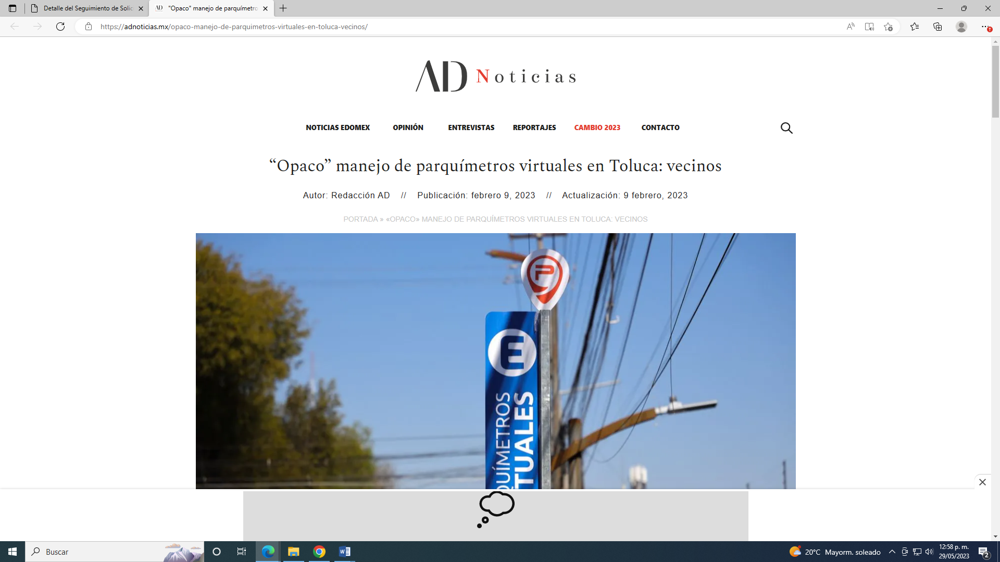 Detalle del Seguimiento de Solic
"Opaco" manejo de parquímetro
https://adnoticias.mx/opaco-manejo-de-parquimetros-virtuales-en-toluca-vecinos/
AD Noticias
NOTICIAS EDOMEX OPINIÓN ENTREVISTAS REPORTAJES CAMBIO 2023 CONTACTO
“Opaco” manejo de parquímetros virtuales en Toluca: vecinos
Autor: Redacción AD // Publicación: febrero 9, 2023 // Actualización: 9 febrero, 2023
PORTADA » «OPACO» MANEJO DE PARQUÍMETROS VIRTUALES EN TOLUCA: VECINOS
P
m
QUÍMETROS
TUALES
Buscar
20°C Mayorm. soleado
12:58 p. m.
29/05/2023
2